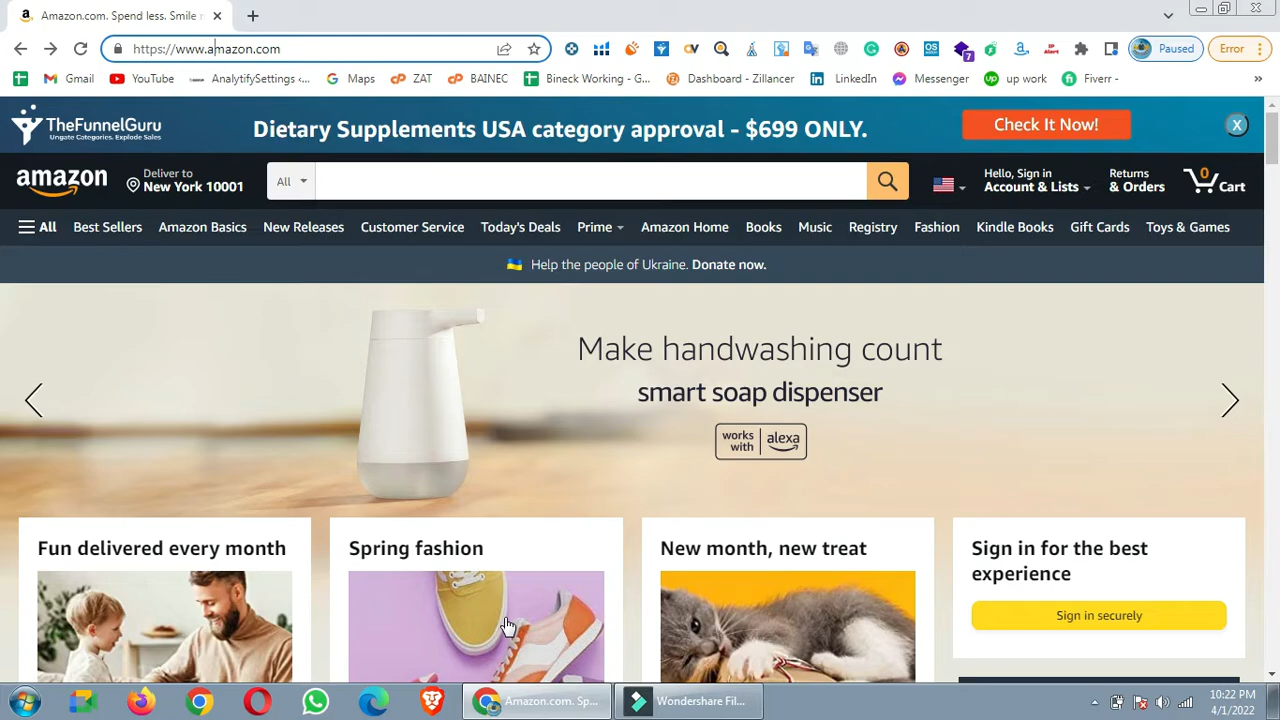 Amazon.com. Spend less. Smile
https://www.amazon.com
Paused
Error
7
Gmail
YouTube
AnalytifySettings ‹...
Maps
ZAT
BAINEC
Bineck Working - G...
Dashboard - Zillancer
LinkedIn
Messenger
up work
Fiverr -
»
TheFunnelGuru
Ungate Categories. Explode Sales
Dietary Supplements USA category approval - $699 ONLY.
Check It Now!
X
amazon
Deliver to
New York 10001
All
Hello, Sign in
Account & Lists
Returns
& Orders
0
Cart
All
Best Sellers
Amazon Basics
New Releases
Customer Service
Today's Deals
Prime
Amazon Home
Books
Music
Registry
Fashion
Kindle Books
Gift Cards
Toys & Games
Help the people of Ukraine. Donate now.
Make handwashing count
smart soap dispenser
works with
alexa
Fun delivered every month
Spring fashion
New month, new treat
Sign in for the best
experience
Sign in securely
Amazon.com. Sp...
Wondershare Fil...
10:22 PM
4/1/2022